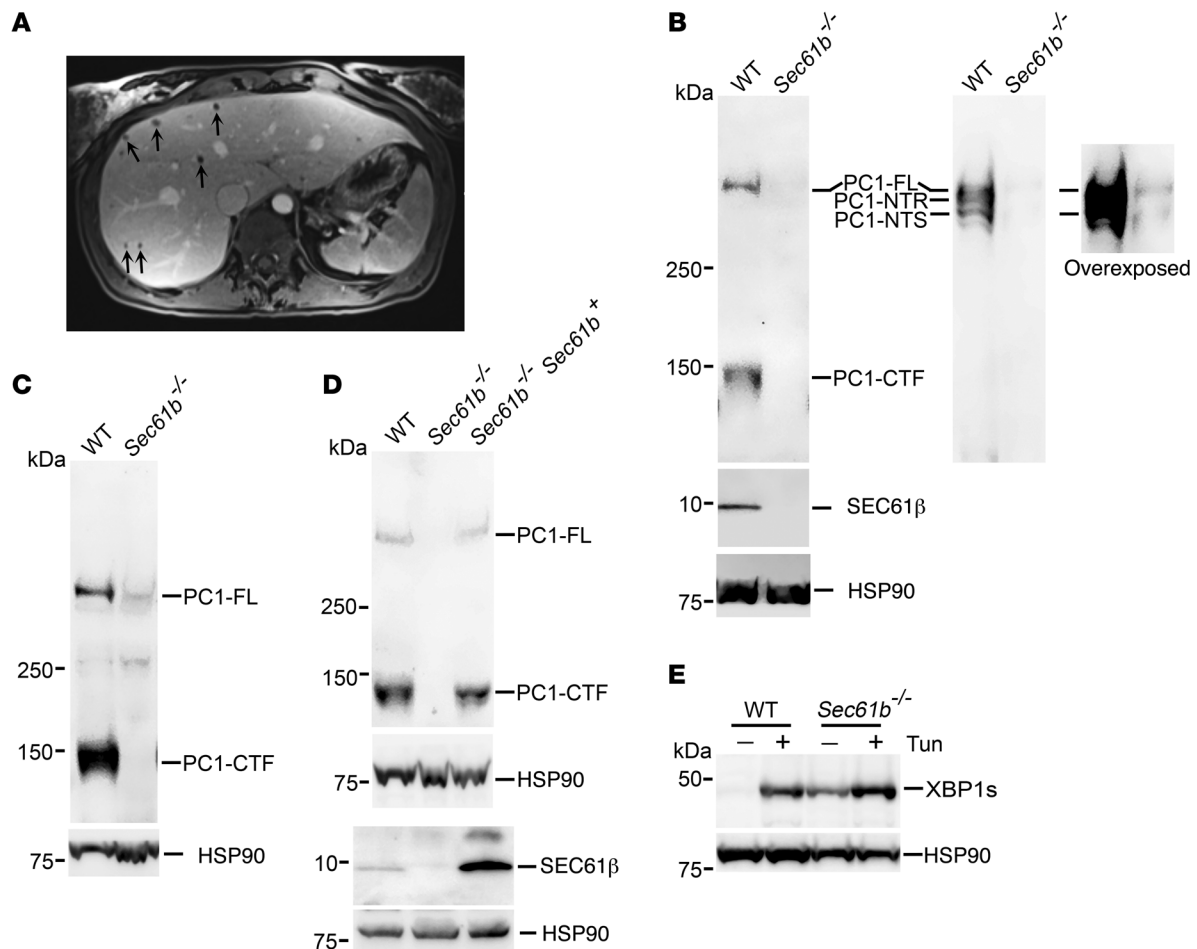 A
B
WT
Sec61b-/-
WT
Sec61b-/-
kDa
PC1-FL
PC1-NTR
PC1-NTS
250
Overexposed
150
PC1-CTF
10
SEC61β
75
HSP90
C
WT
Sec61b-/-
kDa
PC1-FL
250
150
PC1-CTF
75
HSP90
D
WT
Sec61b-/-
Sec61b-/- Sec61b+
kDa
PC1-FL
250
150
PC1-CTF
75
HSP90
10
SEC61β
75
HSP90
E
WT
Sec61b-/-
kDa
– + – + Tun
50
XBP1s
HSP90
75